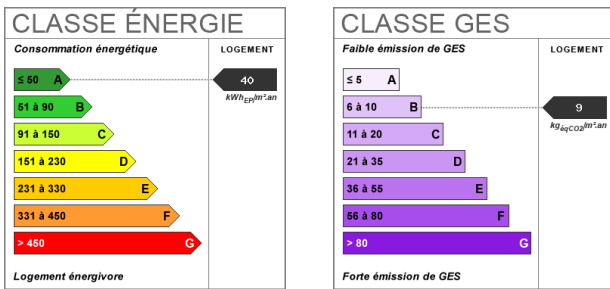 CLASSE ÉNERGIE
Consommation énergétique
LOGEMENT
≤ 50 A
40
kWhEP/m².an
51 à 90 B
91 à 150 C
151 à 230 D
231 à 330 E
331 à 450 F
> 450 G
Logement énergivore
CLASSE GES
Faible émission de GES
LOGEMENT
≤ 5 A
6 à 10 B
9
kgéqCO2/m².an
11 à 20 C
21 à 35 D
36 à 55 E
56 à 80 F
> 80 G
Forte émission de GES